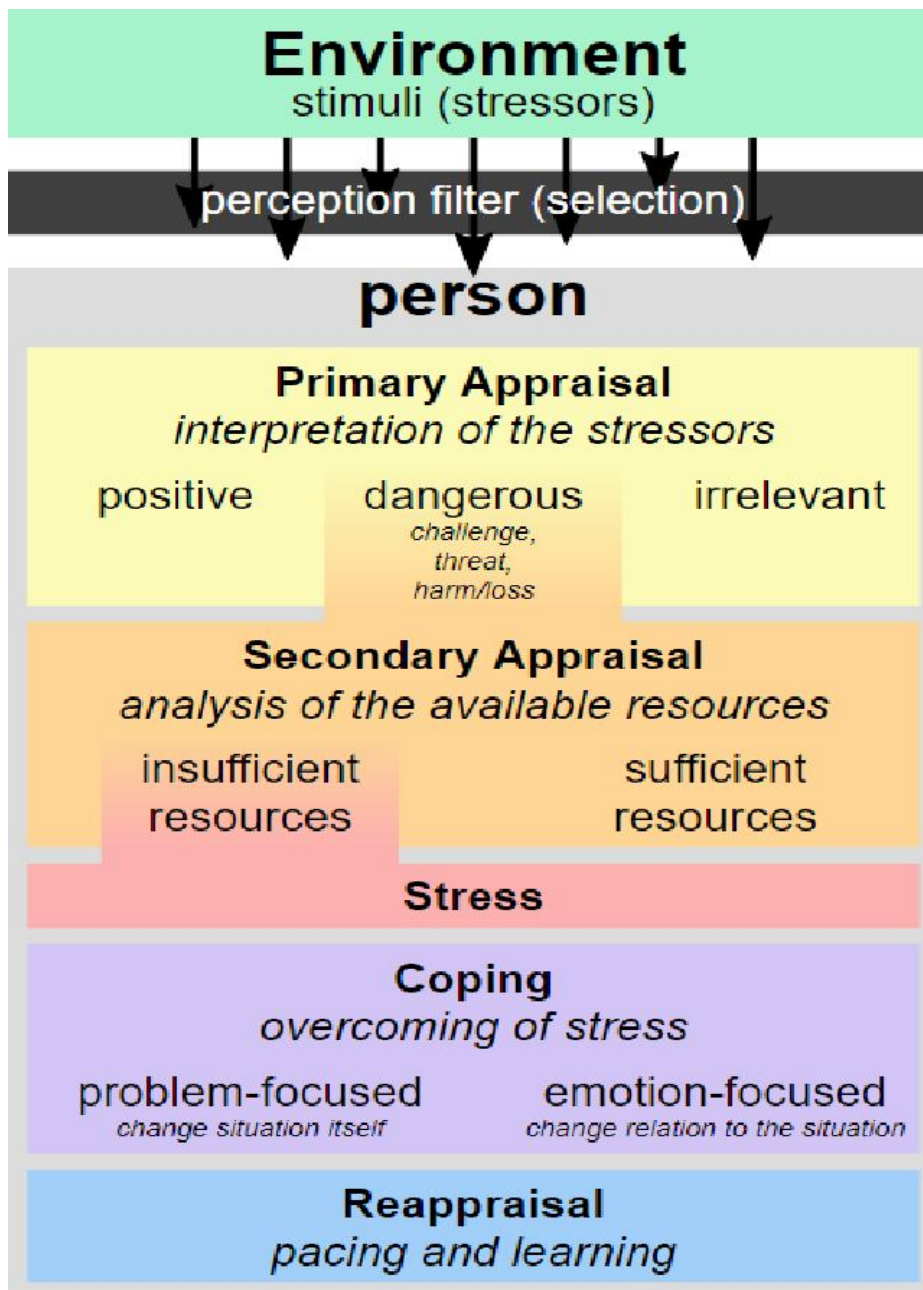 Environment
stimuli (stressors)
perception filter (selection)
person
Primary Appraisal
interpretation of the stressors
positive
dangerous
irrelevant
challenge,
threat,
harm/loss
Secondary Appraisal
analysis of the available resources
insufficient
resources
sufficient
resources
Stress
Coping
overcoming of stress
problem-focused
change situation itself
emotion-focused
change relation to the situation
Reappraisal
pacing and learning